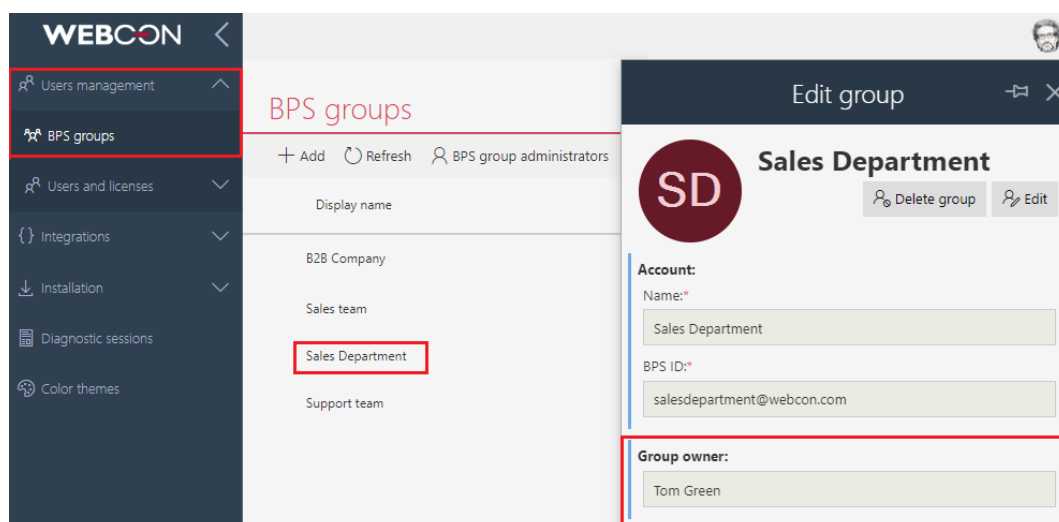 WEBCON
Users management
BPS groups
Users and licenses
Integrations
Installation
Diagnostic sessions
Color themes
BPS groups
Add Refresh BPS group administrators
Display name
B2B Company
Sales team
Sales Department
Support team
Edit group
SD
Sales Department
Delete group Edit
Account:
Name:*
Sales Department
BPS ID:*
salesdepartment@webcon.com
Group owner:
Tom Green